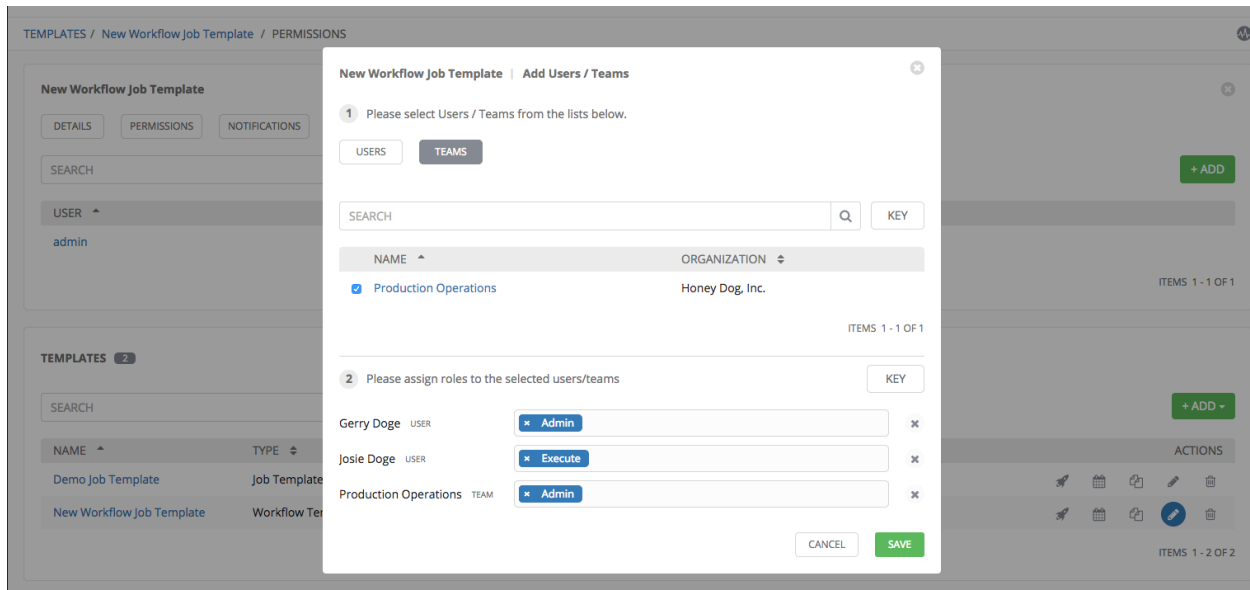 TEMPLATES / New Workflow Job Template / PERMISSIONS
New Workflow Job Template
DETAILS PERMISSIONS NOTIFICATIONS
SEARCH
+ ADD
USER
admin
ITEMS 1 - 1 OF 1
TEMPLATES 2
SEARCH
+ ADD
NAME TYPE ACTIONS
Demo Job Template Job Template
New Workflow Job Template Workflow Ter
ITEMS 1 - 2 OF 2
New Workflow Job Template | Add Users / Teams
1 Please select Users / Teams from the lists below.
USERS TEAMS
SEARCH KEY
NAME ORGANIZATION
Production Operations Honey Dog, Inc.
ITEMS 1 - 1 OF 1
2 Please assign roles to the selected users/teams KEY
Gerry Doge USER × Admin ×
Josie Doge USER × Execute ×
Production Operations TEAM × Admin ×
CANCEL SAVE